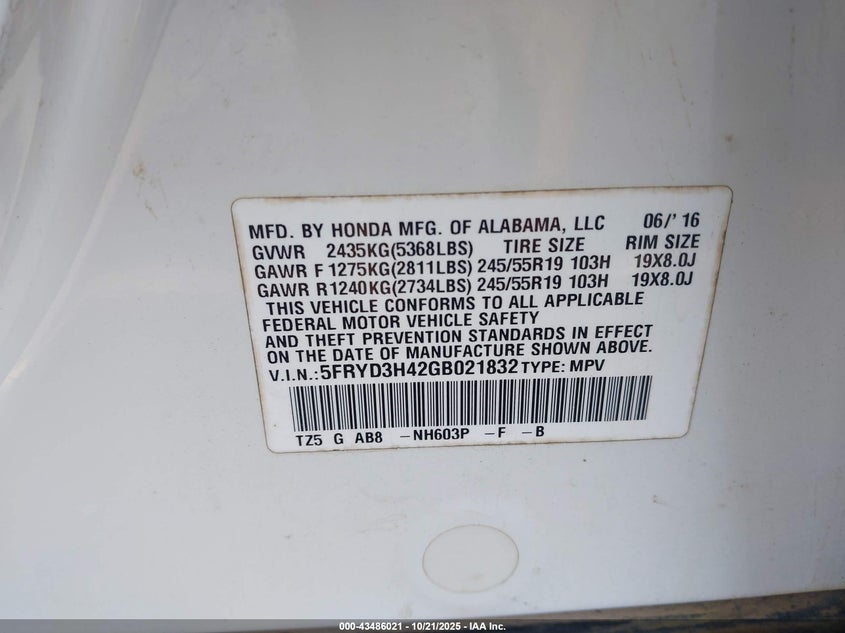 MFD. BY HONDA MFG. OF ALABAMA, LLC 06/'16
GVWR 2435KG(5368LBS) TIRE SIZE RIM SIZE
GAWR F 1275KG(2811LBS) 245/55R19 103H 19X8.0J
GAWR R1240KG(2734LBS) 245/55R19 103H 19X8.0J
THIS VEHICLE CONFORMS TO ALL APPLICABLE
FEDERAL MOTOR VEHICLE SAFETY
AND THEFT PREVENTION STANDARDS IN EFFECT
ON THE DATE OF MANUFACTURE SHOWN ABOVE.
V.I.N.:5FRYD3H42GB021832 TYPE: MPV
TZ5 G AB8 -NH603P -F -B
000-43486021 - 10/21/2025 - IAA Inc.